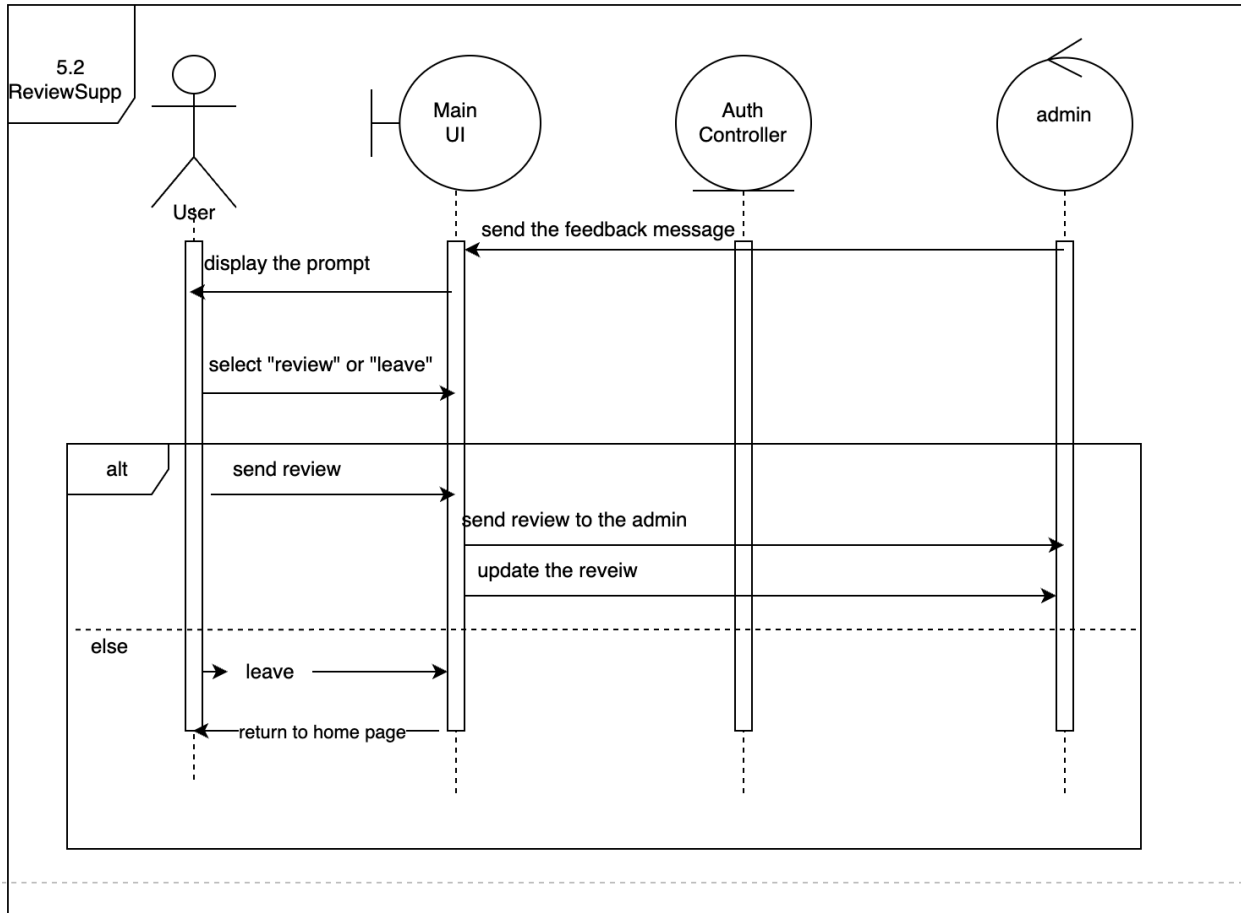 5.2
ReviewSupp
User
Main
UI
Auth
Controller
admin
send the feedback message
display the prompt
select "review" or "leave"
alt
send review
send review to the admin
update the reveiw
else
leave
return to home page